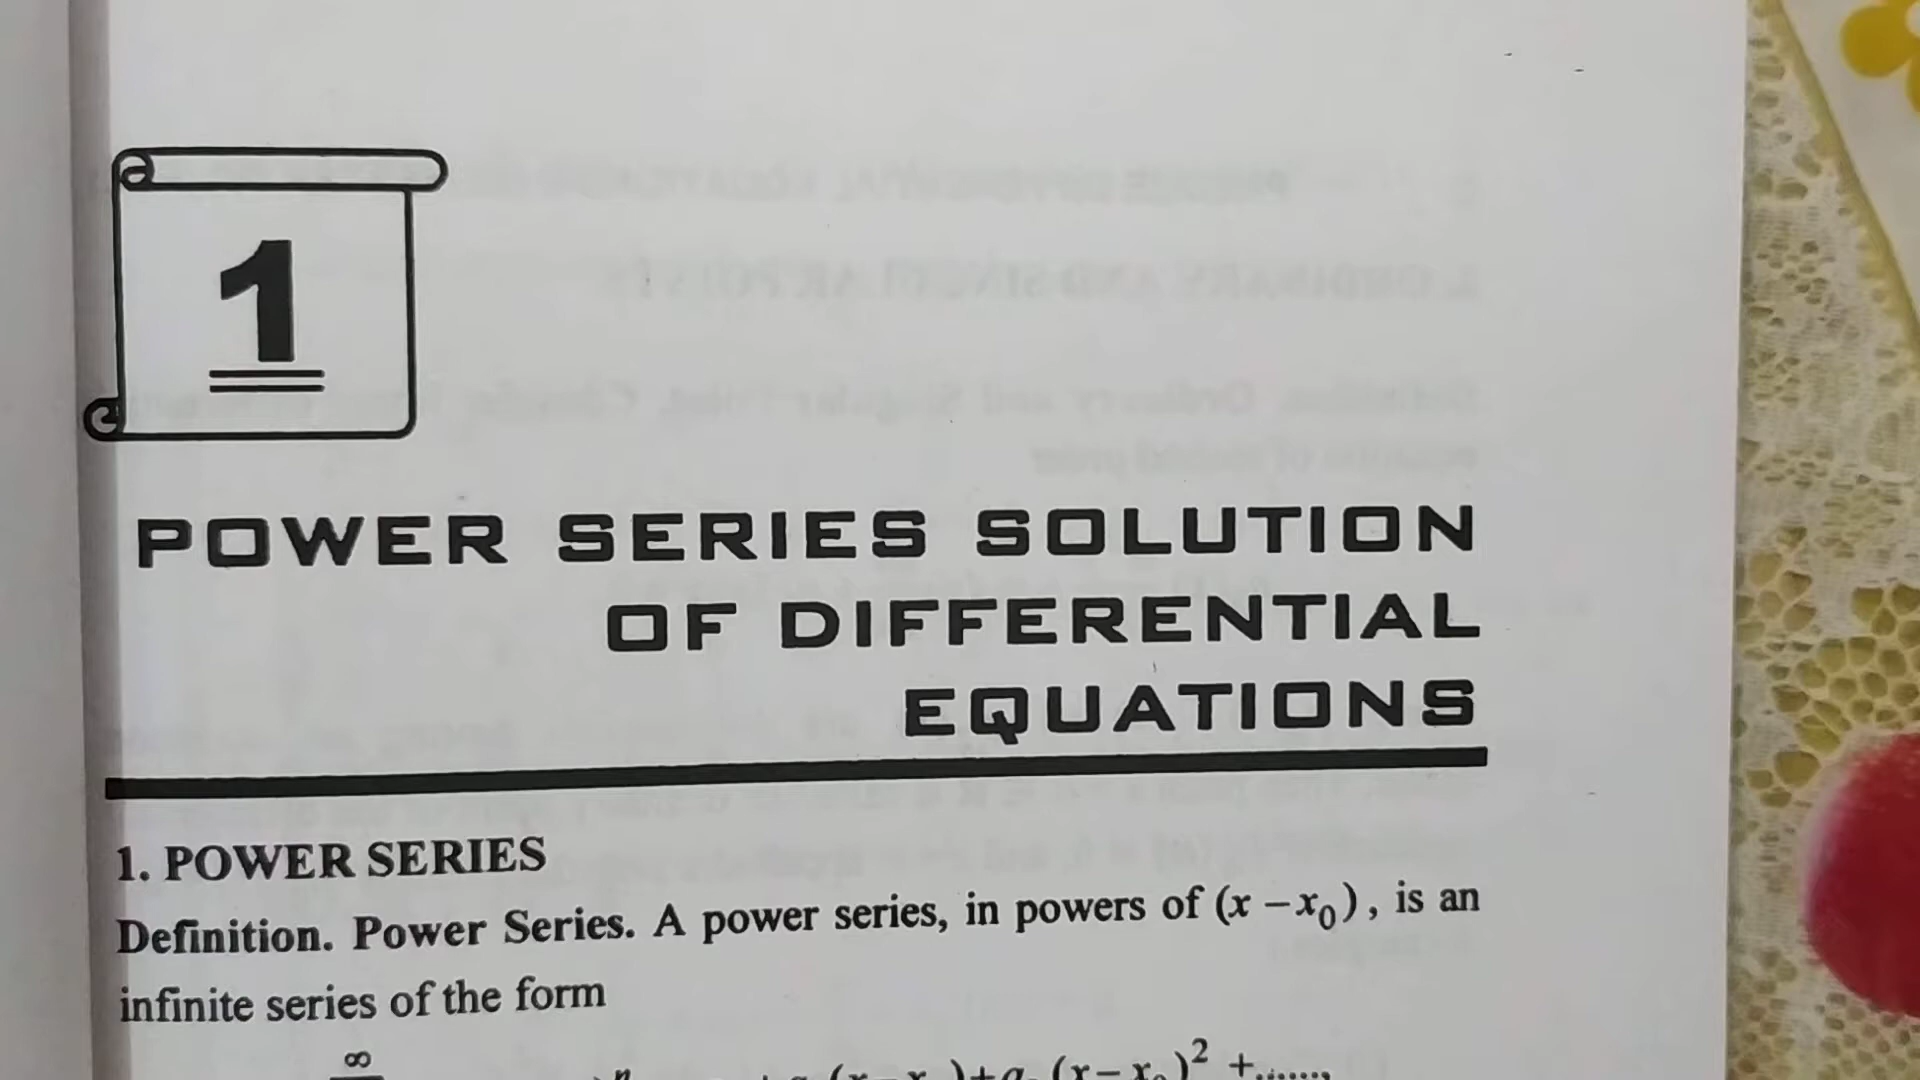 1
POWER SERIES SOLUTION
OF DIFFERENTIAL
EQUATIONS
1. POWER SERIES
Definition. Power Series. A power series, in powers of (x – x₀), is an
infinite series of the form